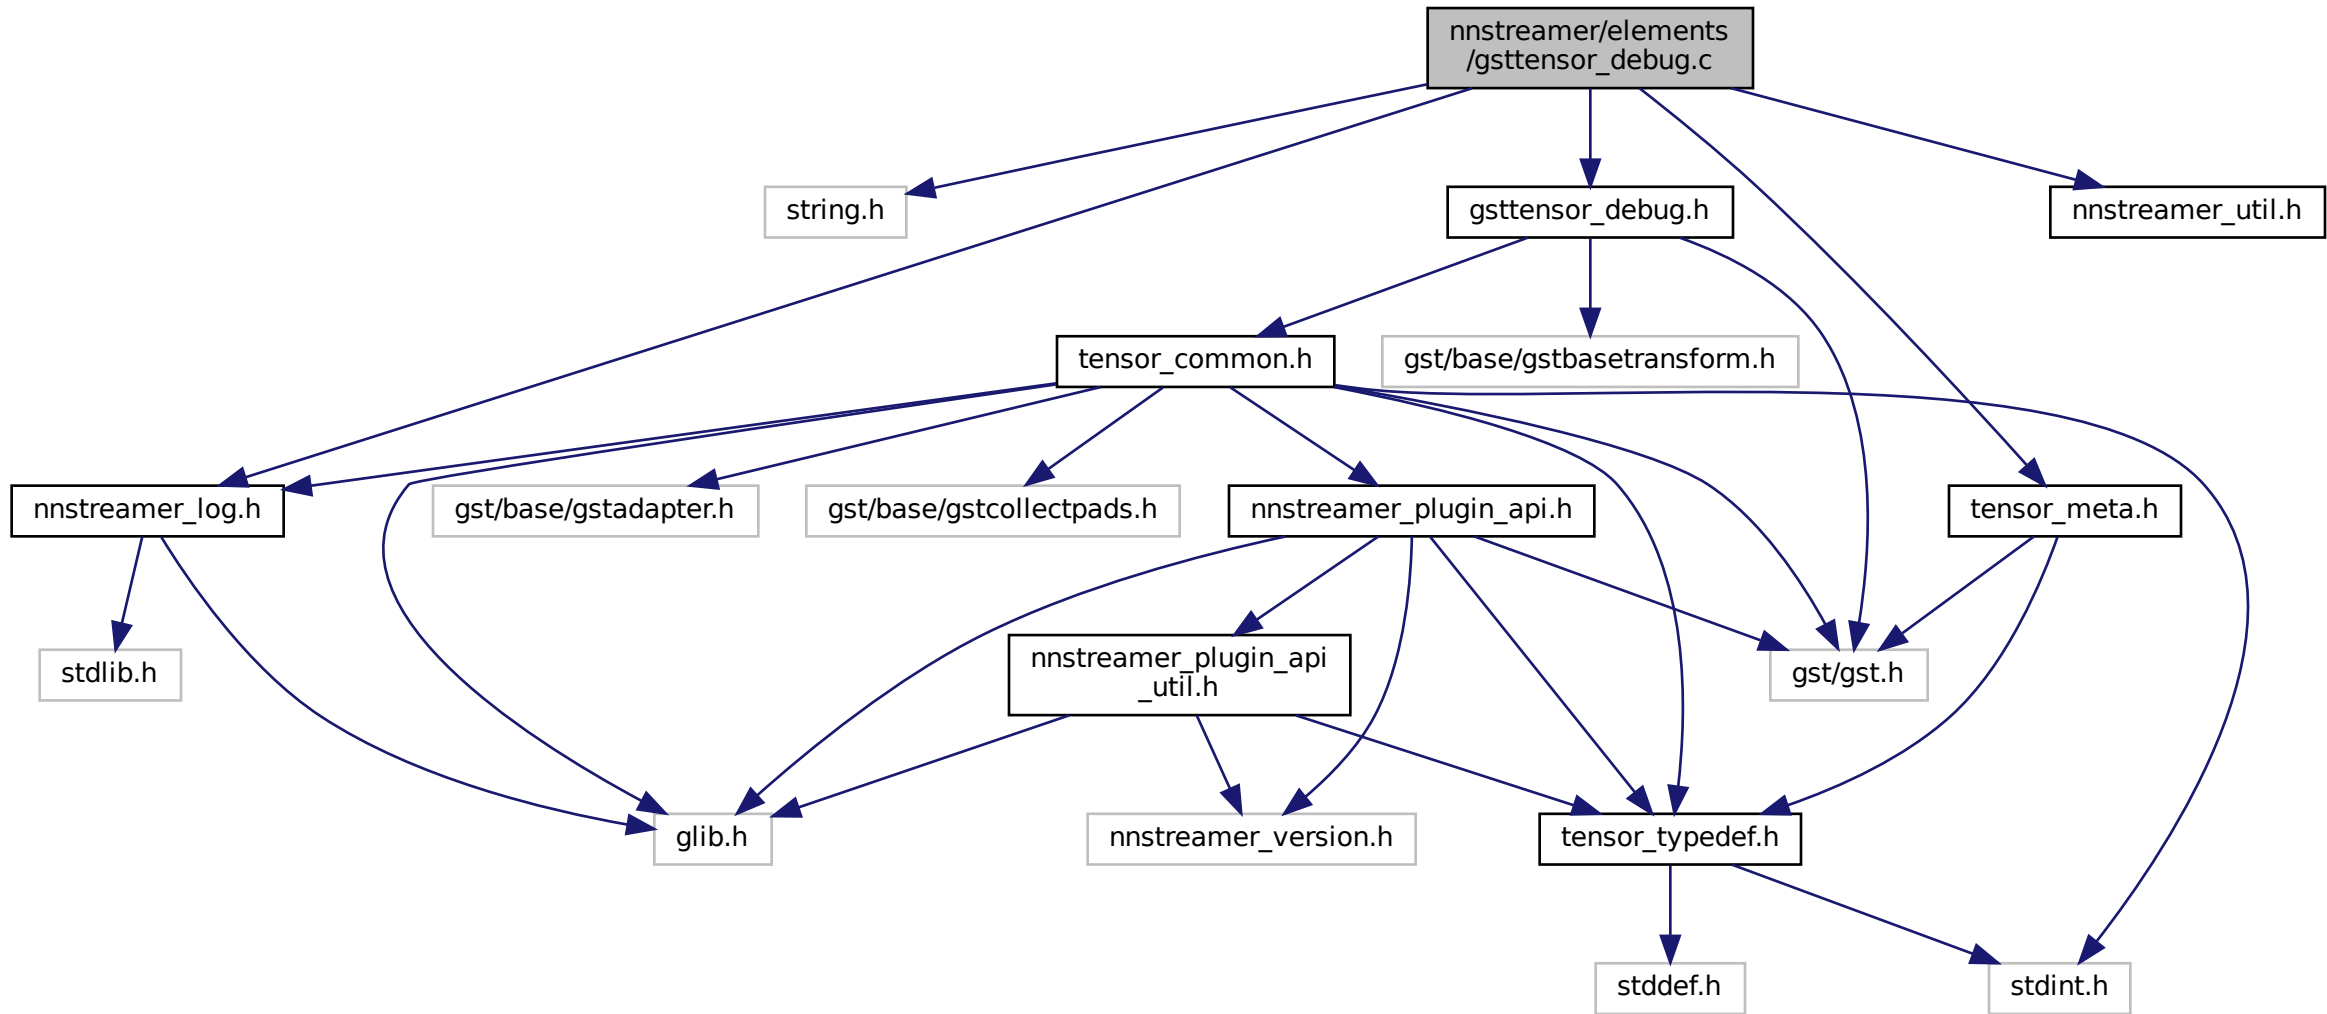 nnstreamer/elements
/gsttensor_debug.c
string.h
gsttensor_debug.h
nnstreamer_util.h
tensor_common.h
gst/base/gstbasetransform.h
nnstreamer_log.h
gst/base/gstadapter.h
gst/base/gstcollectpads.h
nnstreamer_plugin_api.h
tensor_meta.h
stdlib.h
nnstreamer_plugin_api
_util.h
gst/gst.h
glib.h
nnstreamer_version.h
tensor_typedef.h
stddef.h
stdint.h